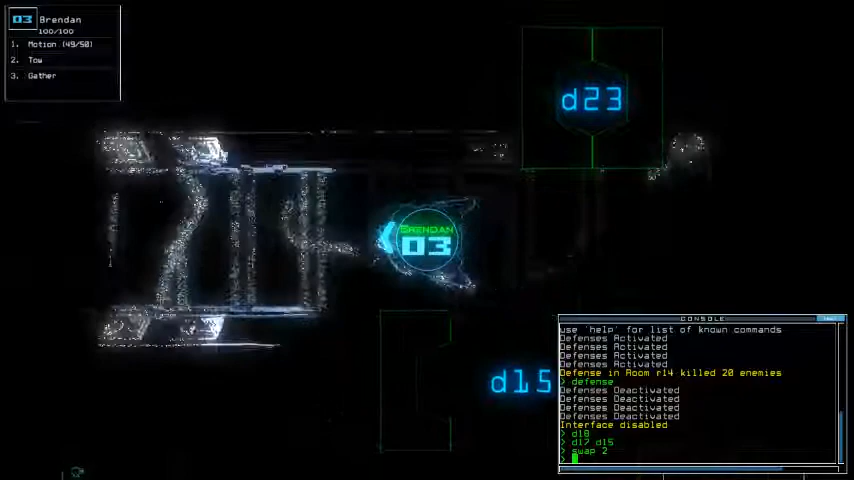 03 Brendan
100/100
1. Motion (49/50)
2. Tow
3. Gather
d23
BRENDAN
03
d15
CONSOLE
use 'help' for list of known commands
Defenses Activated
Defenses Activated
Defenses Activated
Defenses Activated
Defense in Room r14 killed 20 enemies
> defense
Defenses Deactivated
Defenses Deactivated
Defenses Deactivated
Defenses Deactivated
Interface disabled
> d18
> d17 d15
> swap 2
>